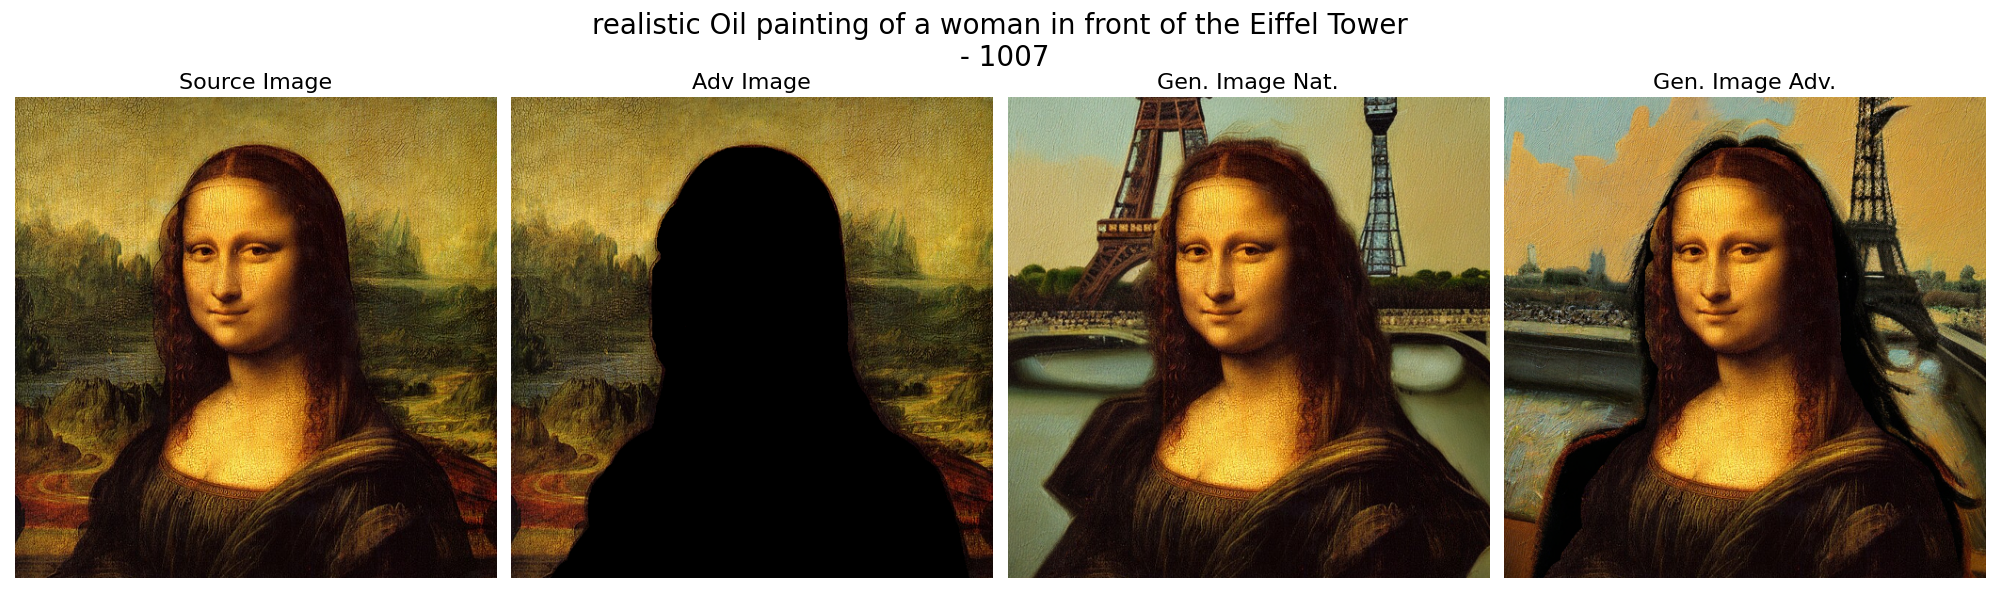 realistic Oil painting of a woman in front of the Eiffel Tower
- 1007
Source Image
Adv Image
Gen. Image Nat.
Gen. Image Adv.